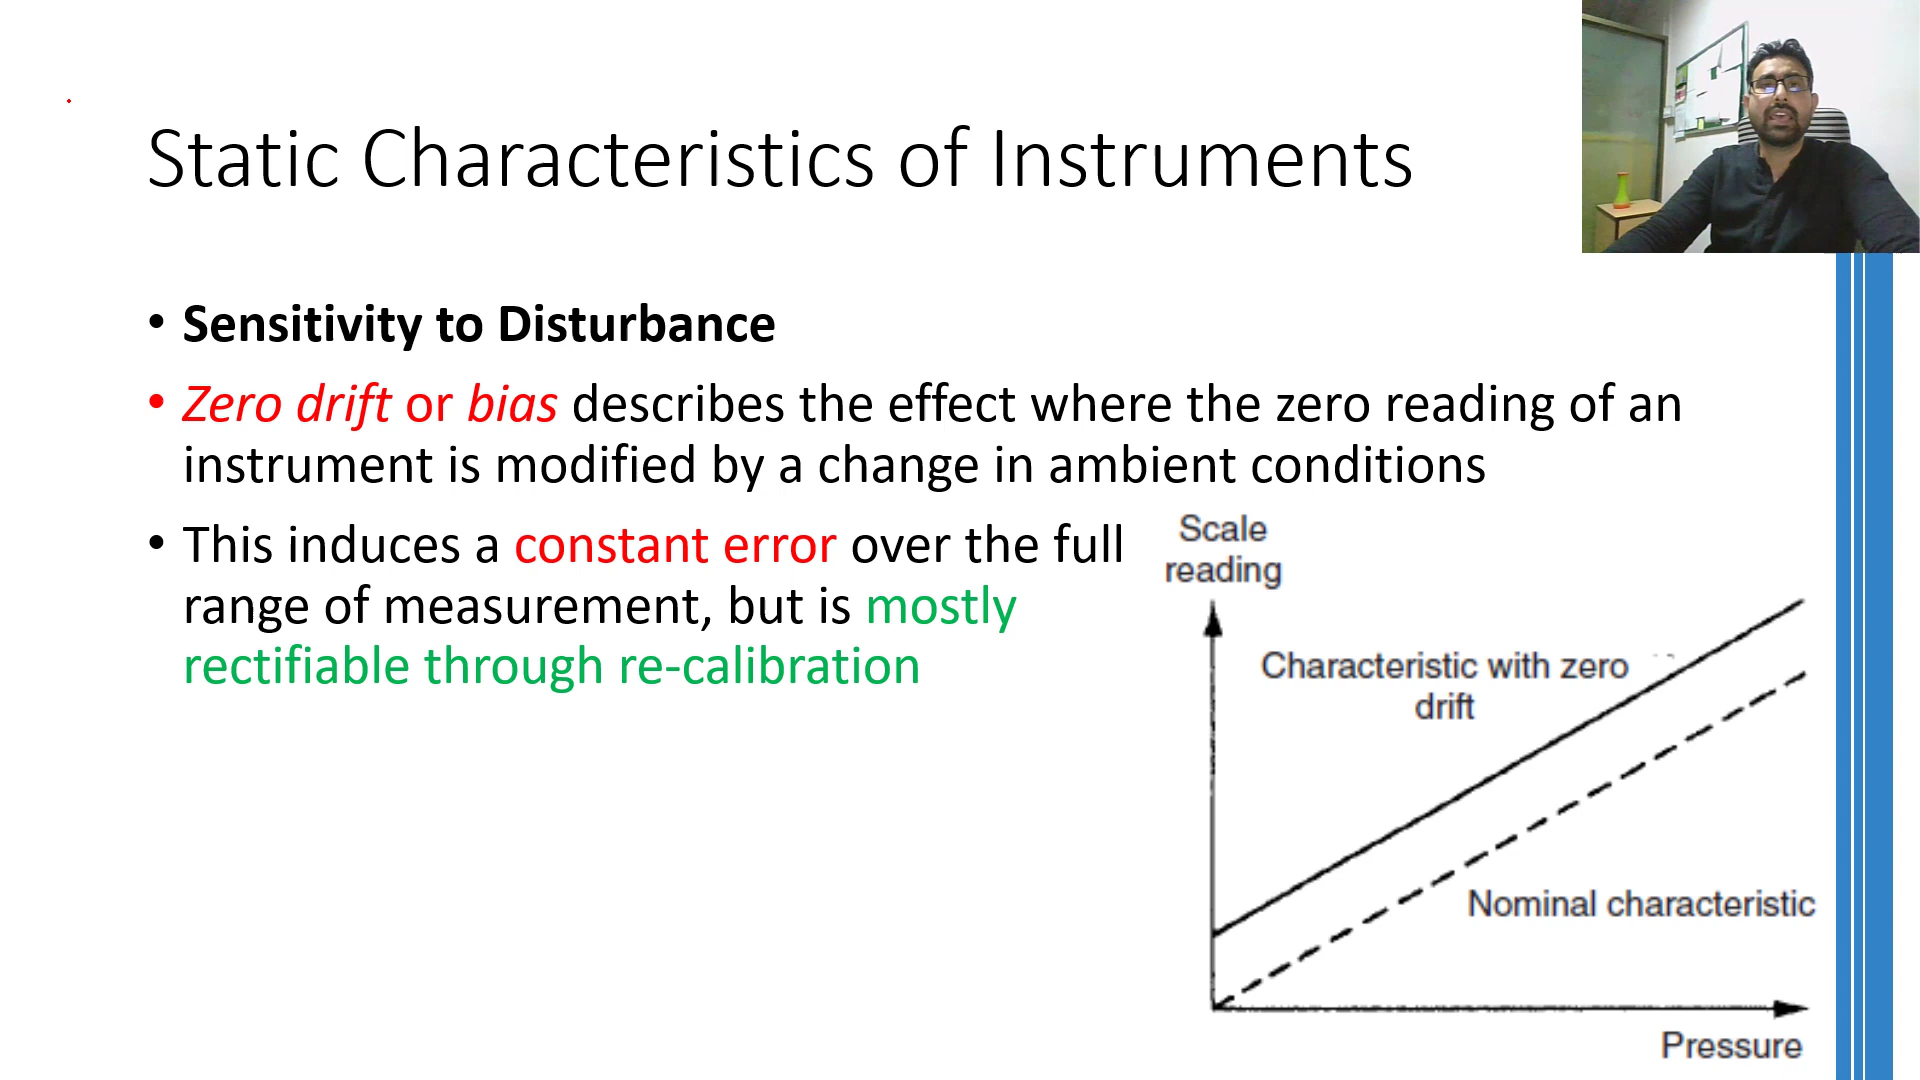 Static Characteristics of Instruments
• Sensitivity to Disturbance
• Zero drift or bias describes the effect where the zero reading of an
instrument is modified by a change in ambient conditions
• This induces a constant error over the full
range of measurement, but is mostly
rectifiable through re-calibration
Scale
reading
Characteristic with zero
drift
Nominal characteristic
Pressure